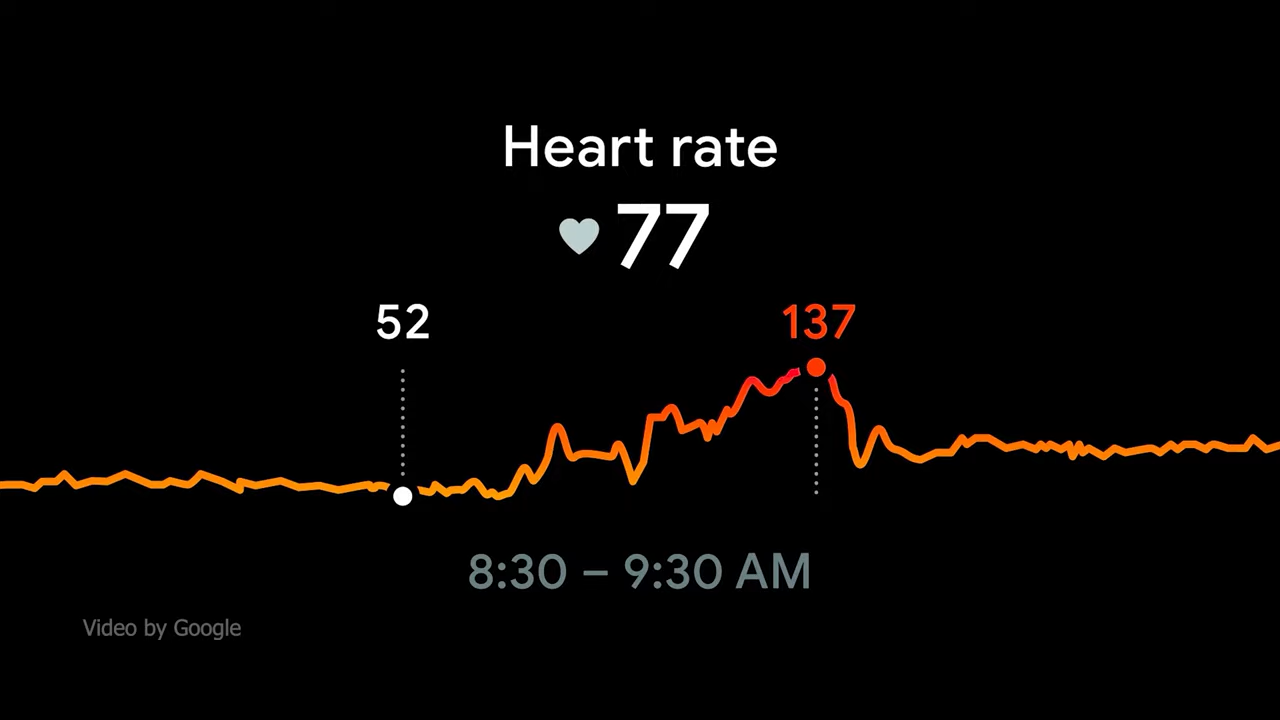 Heart rate
77
52
137
8:30 – 9:30 AM
Video by Google